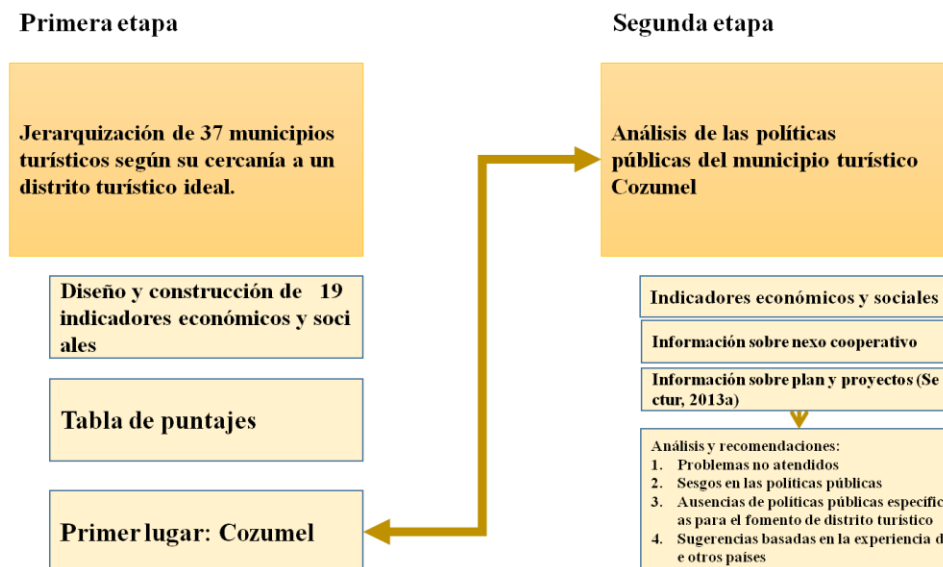 Primera etapa
Jerarquización de 37 municipios
turísticos según su cercanía a un
distrito turístico ideal.
Diseño y construcción de 19
indicadores económicos y soci
ales
Tabla de puntajes
Primer lugar: Cozumel
Segunda etapa
Análisis de las políticas
públicas del municipio turístico
Cozumel
Indicadores económicos y sociales
Información sobre nexo cooperativo
Información sobre plan y proyectos (Se
ctur, 2013a)
Análisis y recomendaciones:
1. Problemas no atendidos
2. Sesgos en las políticas públicas
3. Ausencias de políticas públicas específic
as para el fomento de distrito turístico
4. Sugerencias basadas en la experiencia d
e otros países